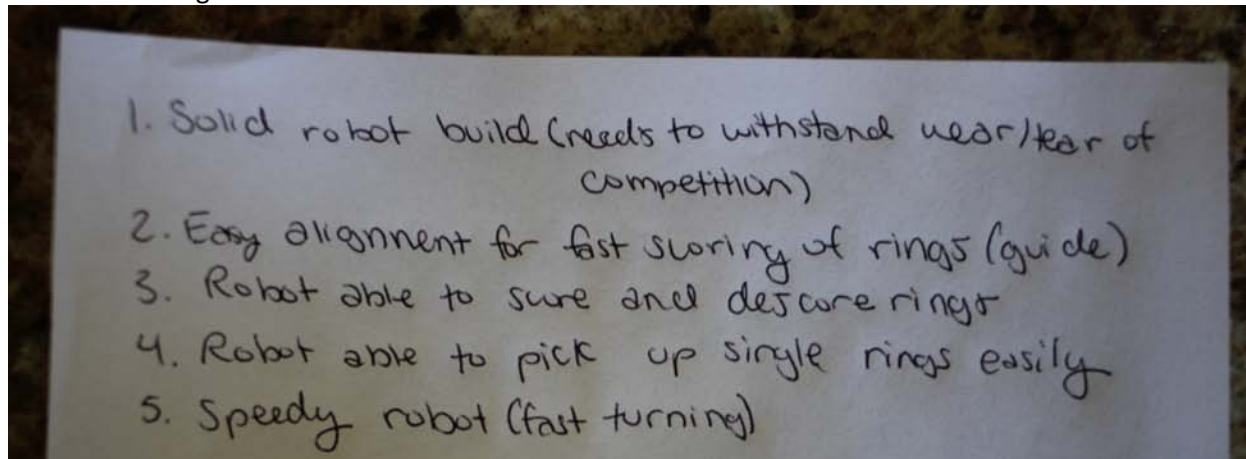 1. Solid robot build (needs to withstand wear/tear of
competition)
2. Easy alignment for fast scoring of rings (guide)
3. Robot able to score and descore rings
4. Robot able to pick up single rings easily
5. Speedy robot (fast turning)